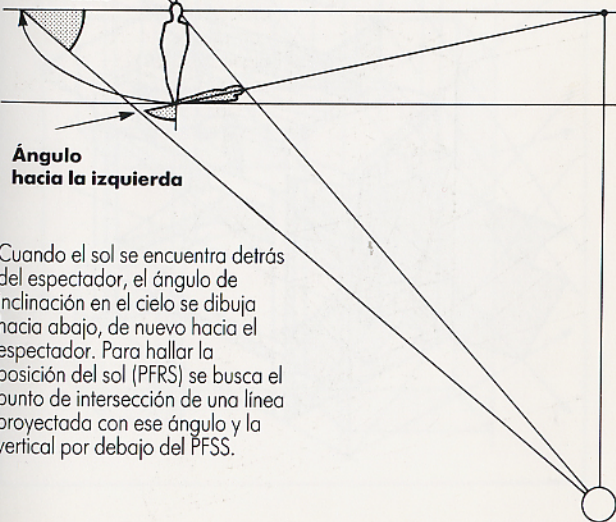 Ángulo
hacia la izquierda
Cuando el sol se encuentra detrás
del espectador, el ángulo de
inclinación en el cielo se dibuja
hacia abajo, de nuevo hacia el
espectador. Para hallar la
posición del sol (PFRS) se busca el
punto de intersección de una línea
proyectada con ese ángulo y la
vertical por debajo del PFSS.